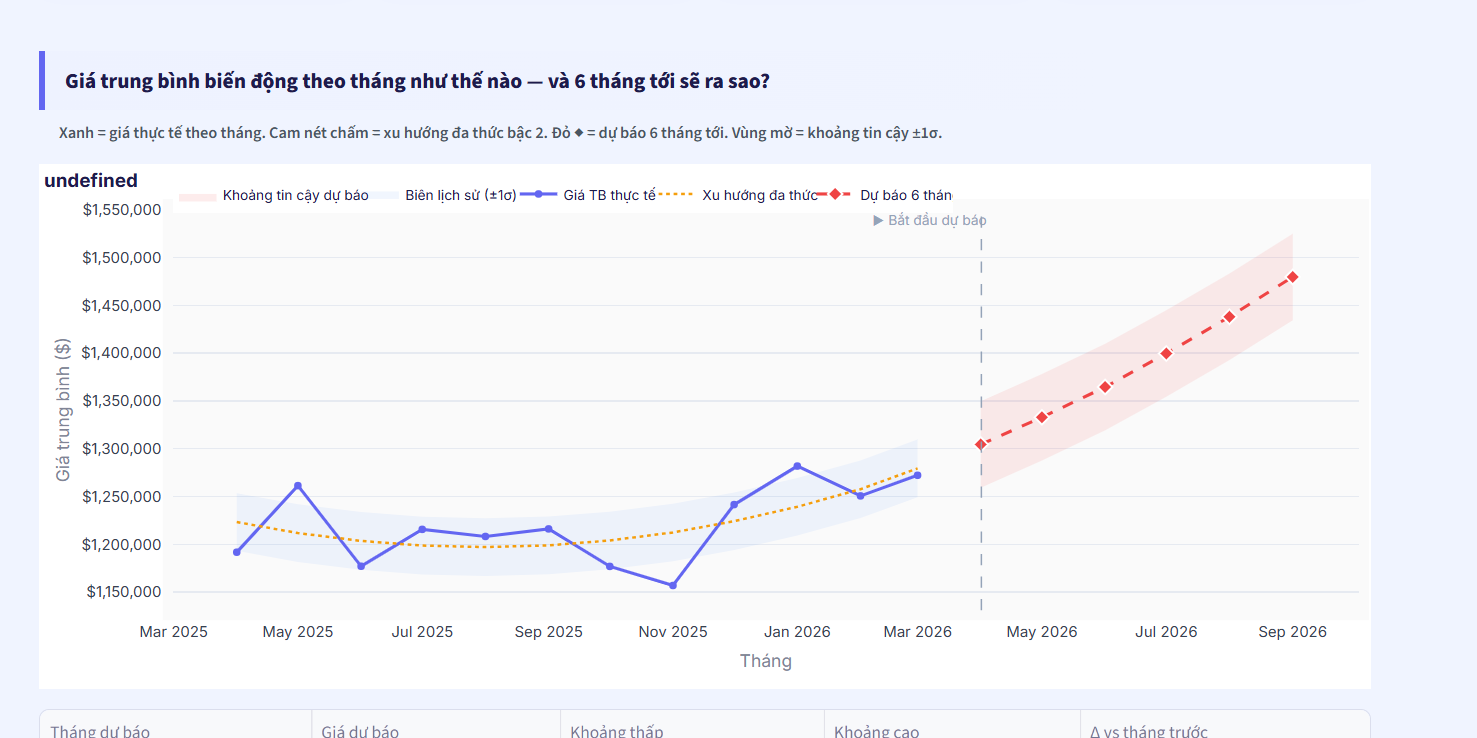 Giá trung bình biến động theo tháng như thế nào — và 6 tháng tới sẽ ra sao?
Xanh = giá thực tế theo tháng. Cam nét chấm = xu hướng đa thức bậc 2. Đỏ ◆ = dự báo 6 tháng tới. Vùng mờ = khoảng tin cậy ±1σ.
undefined
Khoảng tin cậy dự báo Biên lịch sử (±1σ) Giá TB thực tế Xu hướng đa thức Dự báo 6 thán
▶ Bắt đầu dự báo
$1,550,000
$1,500,000
$1,450,000
$1,400,000
$1,350,000
$1,300,000
$1,250,000
$1,200,000
$1,150,000
Giá trung bình ($)
Mar 2025 May 2025 Jul 2025 Sep 2025 Nov 2025 Jan 2026 Mar 2026 May 2026 Jul 2026 Sep 2026
Tháng
Tháng dự báo Giá dự báo Khoảng thấp Khoảng cao Δ vs tháng trước